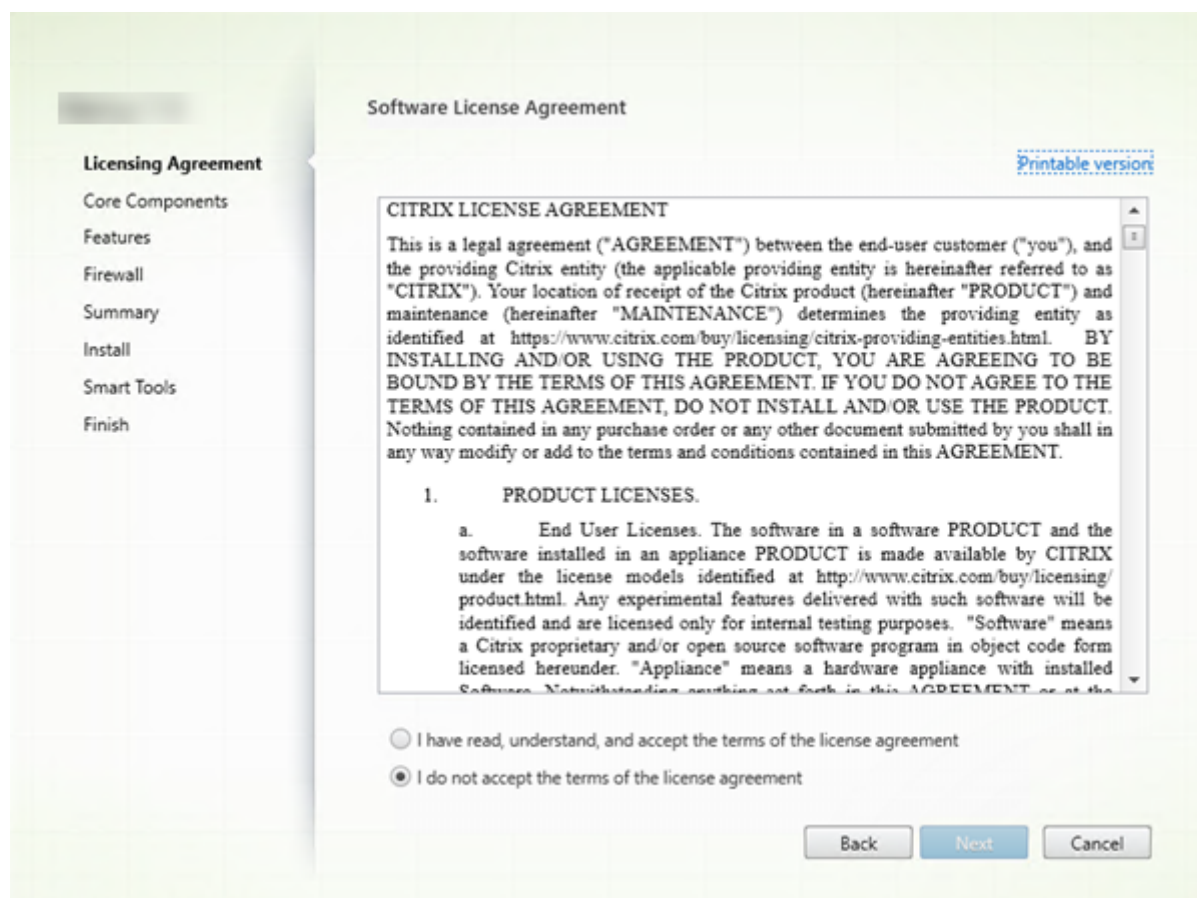 Software License Agreement
Licensing Agreement
Core Components
Features
Firewall
Summary
Install
Smart Tools
Finish
Printable version
CITRIX LICENSE AGREEMENT
This is a legal agreement ("AGREEMENT") between the end-user customer ("you"), and
the providing Citrix entity (the applicable providing entity is hereinafter referred to as
"CITRIX"). Your location of receipt of the Citrix product (hereinafter "PRODUCT") and
maintenance (hereinafter "MAINTENANCE") determines the providing entity as
identified at https://www.citrix.com/buy/licensing/citrix-providing-entities.html. BY
INSTALLING AND/OR USING THE PRODUCT, YOU ARE AGREEING TO BE
BOUND BY THE TERMS OF THIS AGREEMENT. IF YOU DO NOT AGREE TO THE
TERMS OF THIS AGREEMENT, DO NOT INSTALL AND/OR USE THE PRODUCT.
Nothing contained in any purchase order or any other document submitted by you shall in
any way modify or add to the terms and conditions contained in this AGREEMENT.
1. PRODUCT LICENSES.
a. End User Licenses. The software in a software PRODUCT and the
software installed in an appliance PRODUCT is made available by CITRIX
under the license models identified at http://www.citrix.com/buy/licensing/
product.html. Any experimental features delivered with such software will be
identified and are licensed only for internal testing purposes. "Software" means
a Citrix proprietary and/or open source software program in object code form
licensed hereunder. "Appliance" means a hardware appliance with installed
Software. Notwithstanding anything set forth in this AGREEMENT or at the
I have read, understand, and accept the terms of the license agreement
I do not accept the terms of the license agreement
Back
Next
Cancel